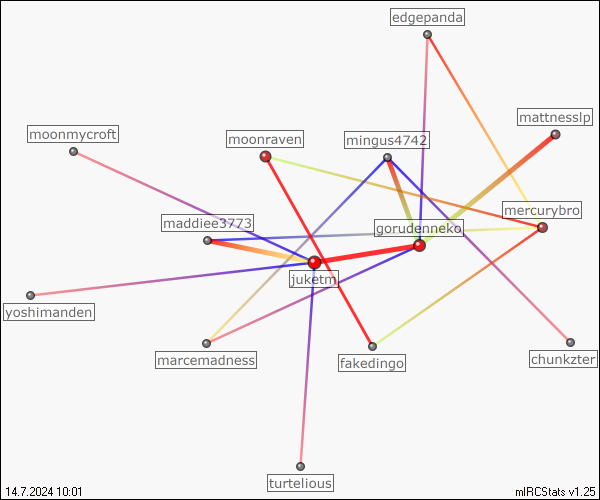 edgepanda
mattnesslp
moonmycroft
moonraven
mingus4742
mercurybro
maddiee3773
gorudenneko
juketm
yoshimanden
marcemadness
fakedingo
chunkzter
turtelious
14.7.2024 10:01
mIRCStats v1.25